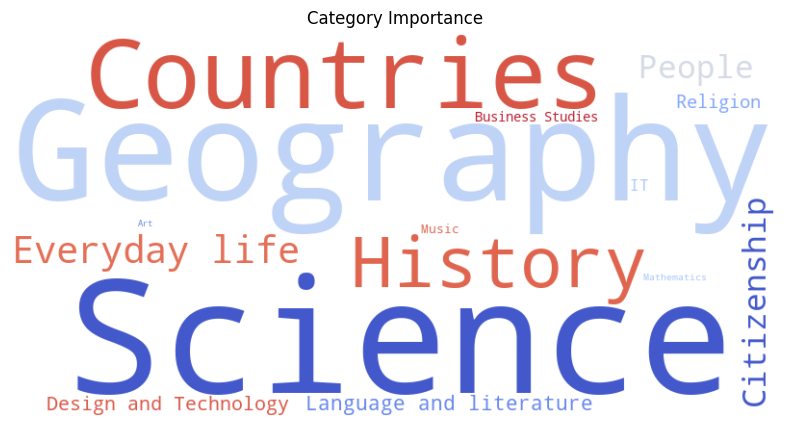 Category Importance
Countries
People
Religion
Business Studies
Geography
IT
Citizenship
Art
Music
Everyday life
History
Mathematics
Science
Design and Technology
Language and literature